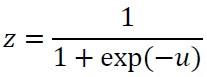 z = 1 / (1 + exp(−u))